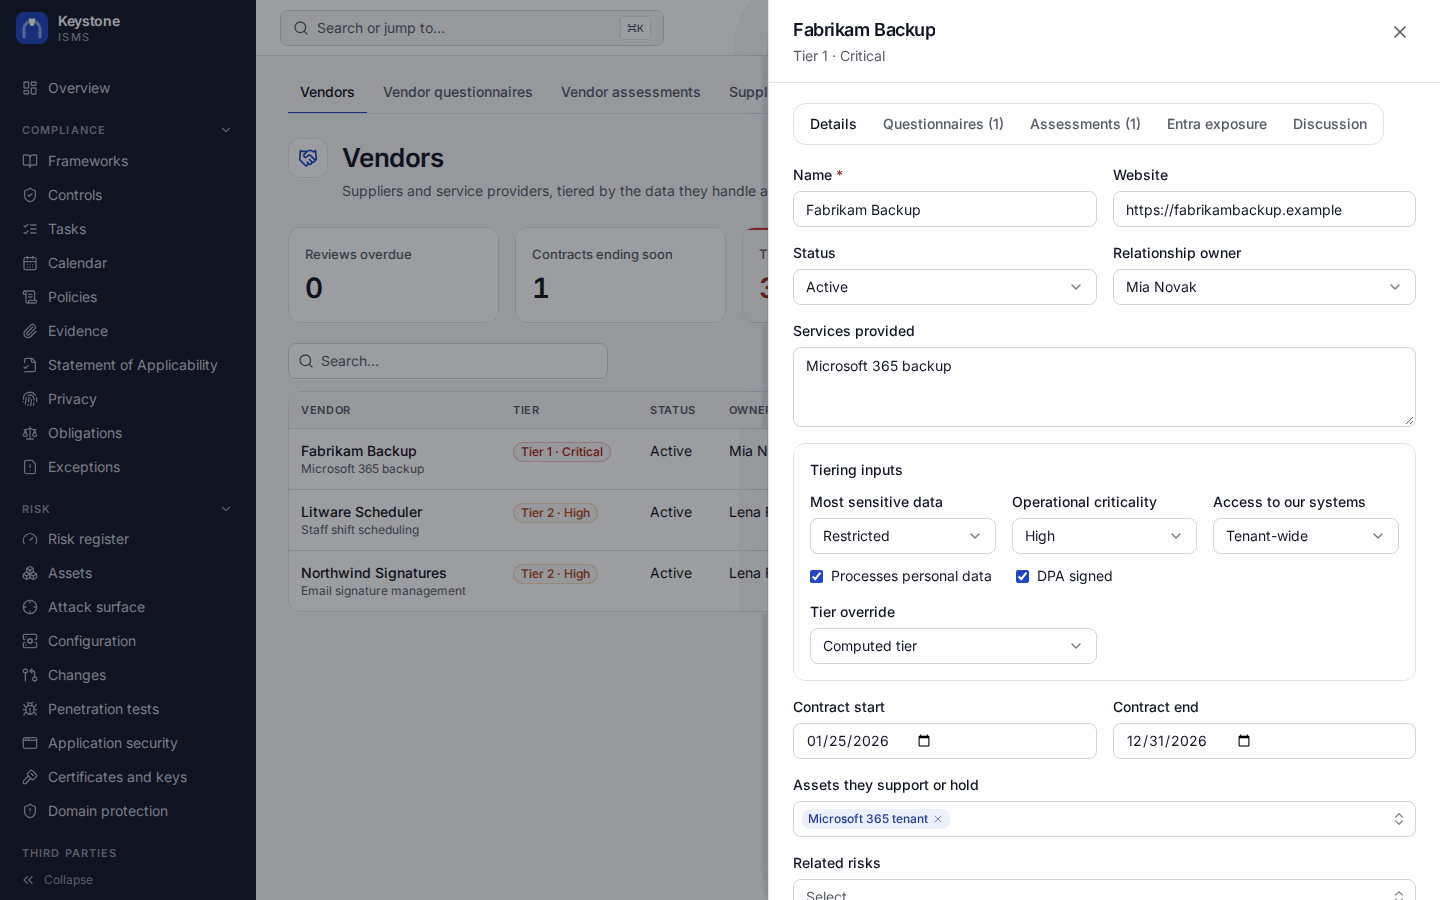 Keystone
ISMS
Overview
COMPLIANCE
Frameworks
Controls
Tasks
Calendar
Policies
Evidence
Statement of Applicability
Privacy
Obligations
Exceptions
RISK
Risk register
Assets
Attack surface
Configuration
Changes
Penetration tests
Application security
Certificates and keys
Domain protection
THIRD PARTIES
Collapse
Search or jump to...
⌘K
Vendors
Vendor questionnaires
Vendor assessments
Suppl
Vendors
Suppliers and service providers, tiered by the data they handle a
Reviews overdue
0
Contracts ending soon
1
Search...
VENDOR TIER STATUS OWNER
Fabrikam Backup Tier 1 · Critical Active Mia N
Microsoft 365 backup
Litware Scheduler Tier 2 · High Active Lena
Staff shift scheduling
Northwind Signatures Tier 2 · High Active Lena
Email signature management
Fabrikam Backup
Tier 1 · Critical
Details
Questionnaires (1)
Assessments (1)
Entra exposure
Discussion
Name *
Fabrikam Backup
Website
https://fabrikambackup.example
Status
Active
Relationship owner
Mia Novak
Services provided
Microsoft 365 backup
Tiering inputs
Most sensitive data
Restricted
Operational criticality
High
Access to our systems
Tenant-wide
Processes personal data
DPA signed
Tier override
Computed tier
Contract start
01/25/2026
Contract end
12/31/2026
Assets they support or hold
Microsoft 365 tenant
Related risks
Select